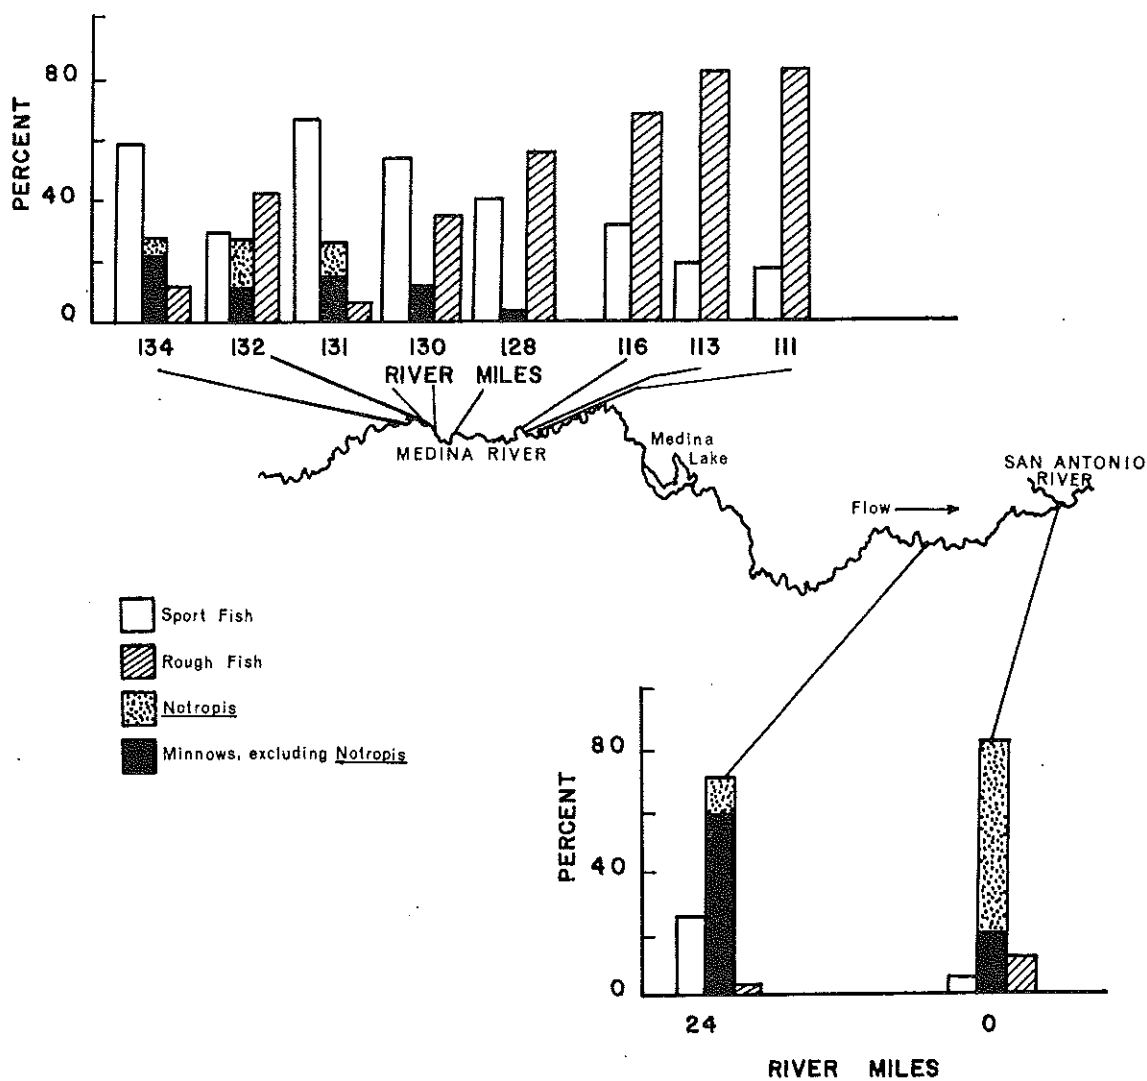 PERCENT
80
40
0
134 132 131 130 128 116 113 111
RIVER MILES
MEDINA RIVER
Medina
Lake
SAN ANTONIO
RIVER
Flow
Sport Fish
Rough Fish
Notropis
Minnows, excluding Notropis
PERCENT
80
40
0
24 0
RIVER MILES